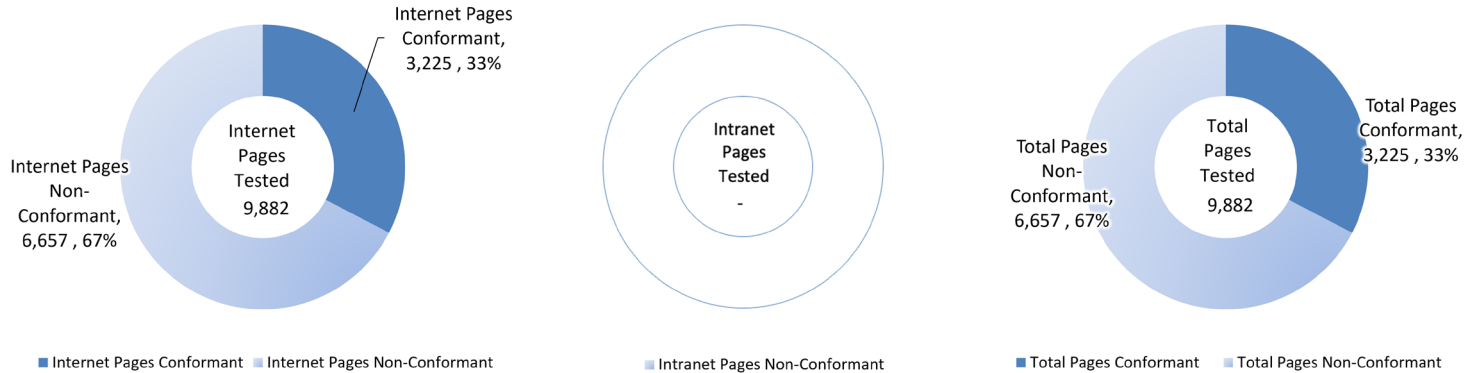 Internet Pages
Conformant,
3,225 , 33%
Internet
Pages
Tested
9,882
Internet Pages
Non-
Conformant,
6,657 , 67%
Internet Pages Conformant
Internet Pages Non-Conformant
Intranet
Pages
Tested
-
Intranet Pages Non-Conformant
Total Pages
Conformant,
3,225 , 33%
Total
Pages
Tested
9,882
Total Pages
Non-
Conformant,
6,657 , 67%
Total Pages Conformant
Total Pages Non-Conformant